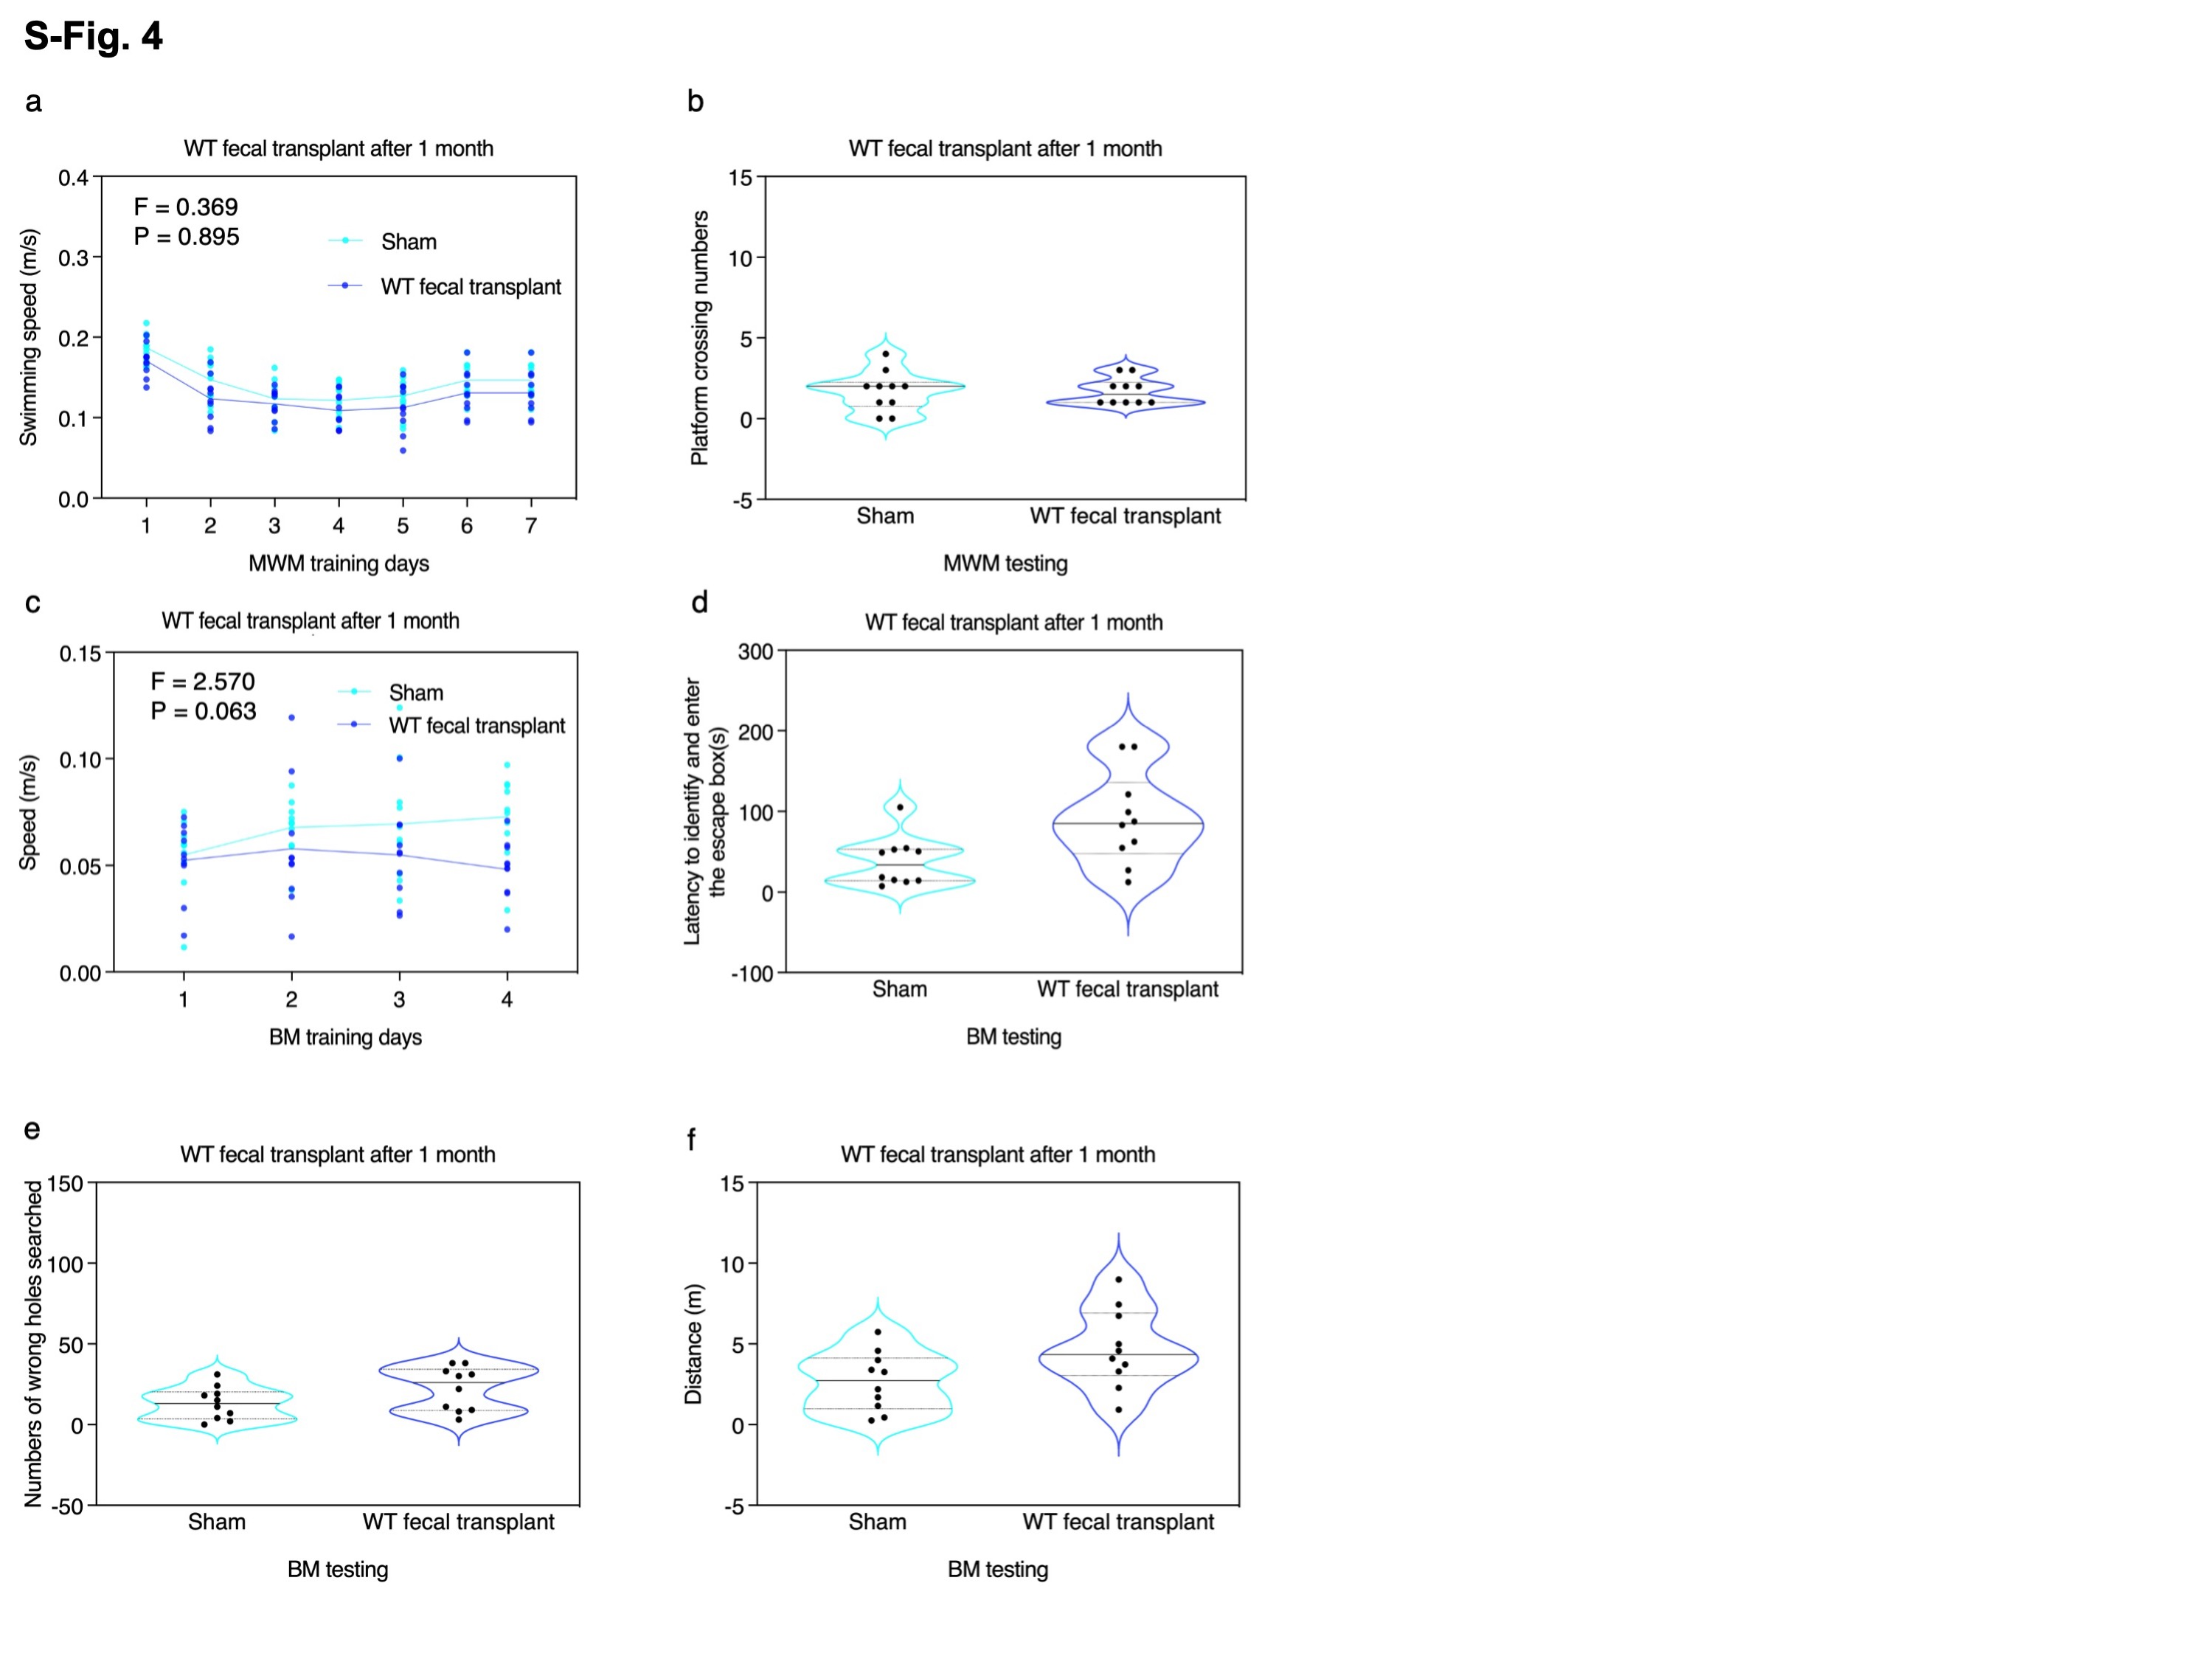 S-Fig. 4
a
WT fecal transplant after 1 month
Swimming speed (m/s)
0.4
0.3
0.2
0.1
0.0
F = 0.369
P = 0.895
Sham
WT fecal transplant
1 2 3 4 5 6 7
MWM training days
b
WT fecal transplant after 1 month
Platform crossing numbers
15
10
5
0
-5
Sham WT fecal transplant
MWM testing
c
WT fecal transplant after 1 month
Speed (m/s)
0.15
0.10
0.05
0.00
F = 2.570
P = 0.063
Sham
WT fecal transplant
1 2 3 4
BM training days
d
WT fecal transplant after 1 month
Latency to identify and enter
the escape box(s)
300
200
100
0
-100
Sham WT fecal transplant
BM testing
e
WT fecal transplant after 1 month
Numbers of wrong holes searched
150
100
50
0
-50
Sham WT fecal transplant
BM testing
f
WT fecal transplant after 1 month
Distance (m)
15
10
5
0
-5
Sham WT fecal transplant
BM testing